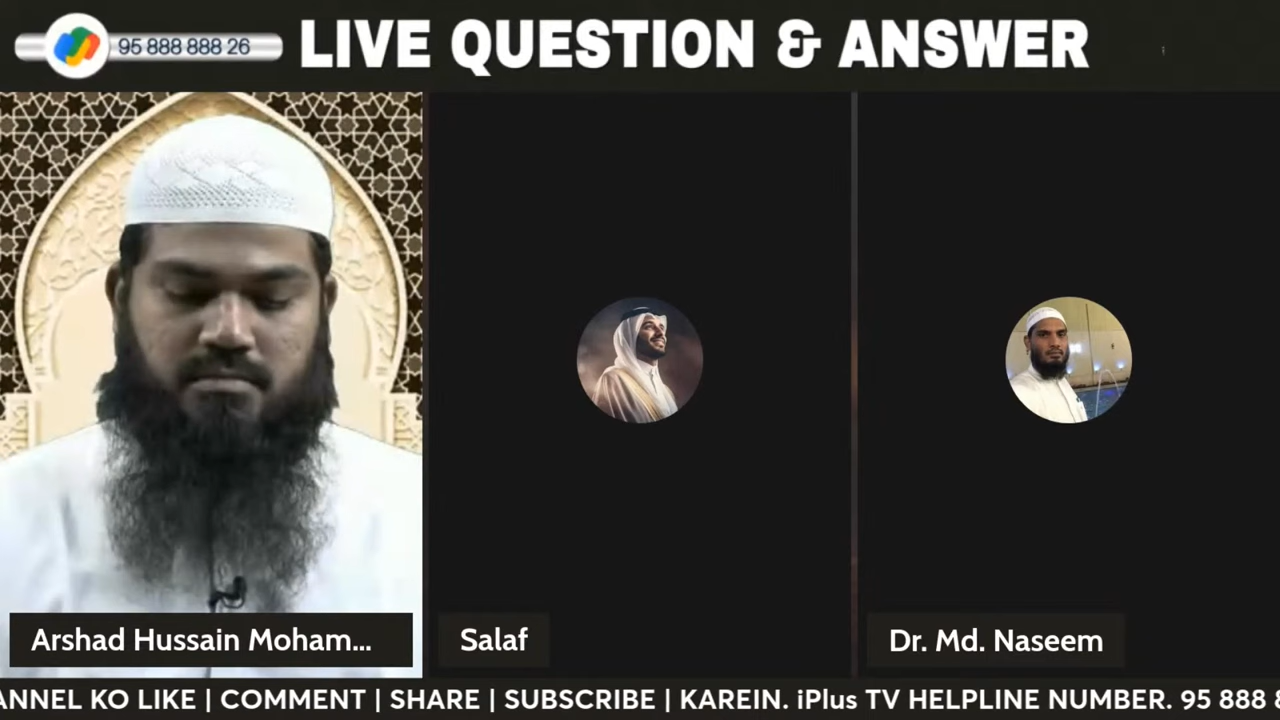 95 888 888 26
LIVE QUESTION & ANSWER
Arshad Hussain Moham...
Salaf
Dr. Md. Naseem
ANNEL KO LIKE | COMMENT | SHARE | SUBSCRIBE | KAREIN. iPlus TV HELPLINE NUMBER. 95 888 8